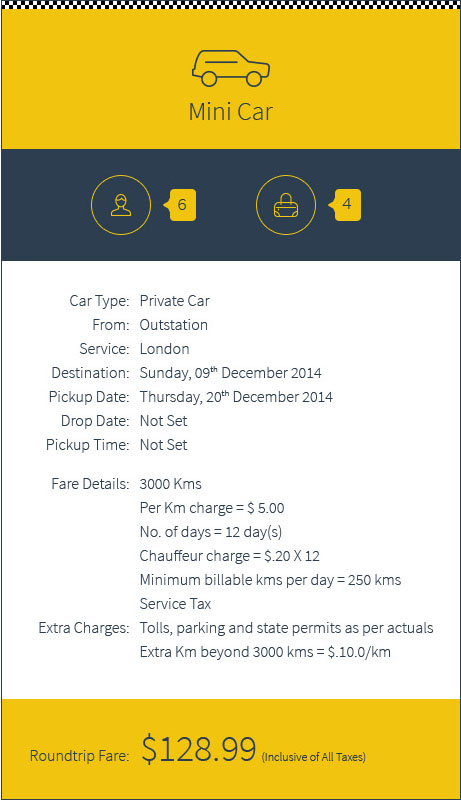 Mini Car
6
4
Car Type: Private Car
From: Outstation
Service: London
Destination: Sunday, 09th December 2014
Pickup Date: Thursday, 20th December 2014
Drop Date: Not Set
Pickup Time: Not Set
Fare Details: 3000 Kms
Per Km charge = $ 5.00
No. of days = 12 day(s)
Chauffeur charge = $.20 X 12
Minimum billable kms per day = 250 kms
Service Tax
Extra Charges: Tolls, parking and state permits as per actuals
Extra Km beyond 3000 kms = $.10.0/km
Roundtrip Fare: $128.99 (Inclusive of All Taxes)